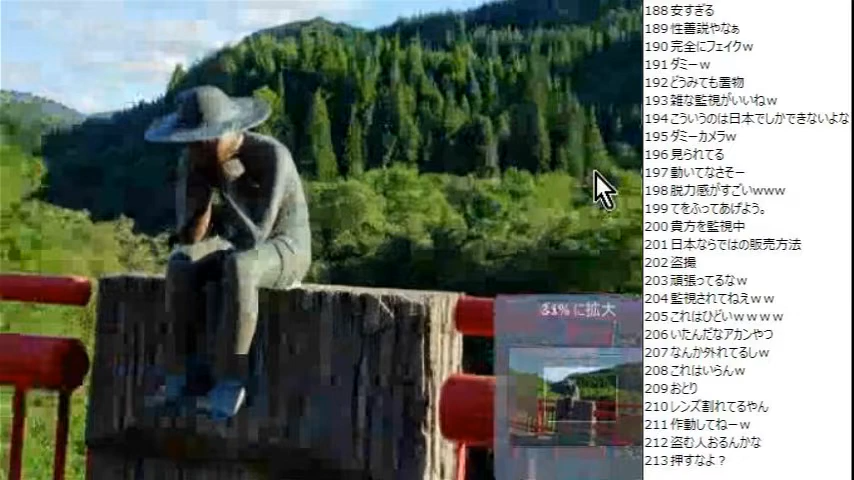 188 安すぎる
189 性善説やなぁ
190 完全にフェイクw
191 ダミーw
192 どうみても置物
193 雑な監視がいいねw
194 こういうのは日本でしかできないよな
195 ダミーカメラw
196 見られてる
197 動いてなさそー
198 脱力感がすごいwww
199 てをふってあげよう。
200 貴方を監視中
201 日本ならではの販売方法
202 盗撮
203 頑張ってるなw
204 監視されてねえww
205 これはひどいwwww
206 いたんだなアカンやつ
207 なんか外れてるしw
208 これはいらんw
209 おとり
210 レンズ割れてるやん
211 作動してねーw
212 盗む人おるんかな
213 押すなよ？
に拡大